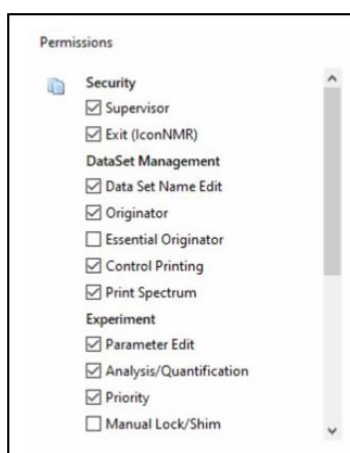 Permissions
Security
Supervisor
Exit (IconNMR)
DataSet Management
Data Set Name Edit
Originator
Essential Originator
Control Printing
Print Spectrum
Experiment
Parameter Edit
Analysis/Quantification
Priority
Manual Lock/Shim